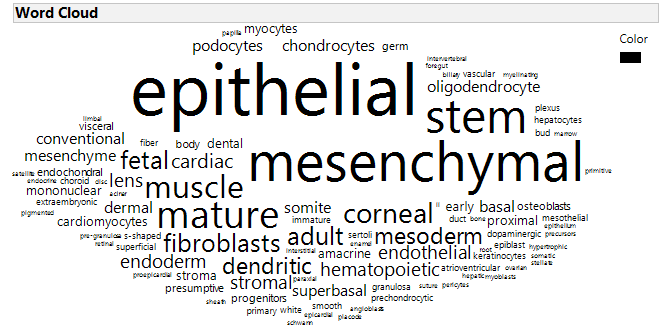 Word Cloud
Color
papilla myocytes
podocytes chondrocytes germ
intervertebral
foregut
biliary vascular myelinating
epithelial
oligodendrocyte
stem
plexus
hepatocytes
bud marrow
limbal
visceral
conventional fiber body dental
mesenchyme fetal cardiac mesenchymal primitive
satellite endochondral
endocrine choroid disc lens
mononuclear acinar muscle
extraembryonic
pigmented dermal mature somite corneal II early basal osteoblasts
cardiomyocytes immature duct bone proximal mesothelial
epithelium
pre-granulosa s-shaped fibroblasts adult sertoli mesoderm dopaminergic precursors
retinal superficial enamel epiblast hypertrophic
interstitial amacrine endothelial root keratinocytes somatic
endoderm dendritic hematopoietic atrioventricular ovarian stellate
proepicardial stroma paraxial hepatic myoblasts
presumptive stromal superbasal granulosa suture pericytes
sheath progenitors prechondrocytic
primary white smooth angioblasts
epicardial placode
schwann